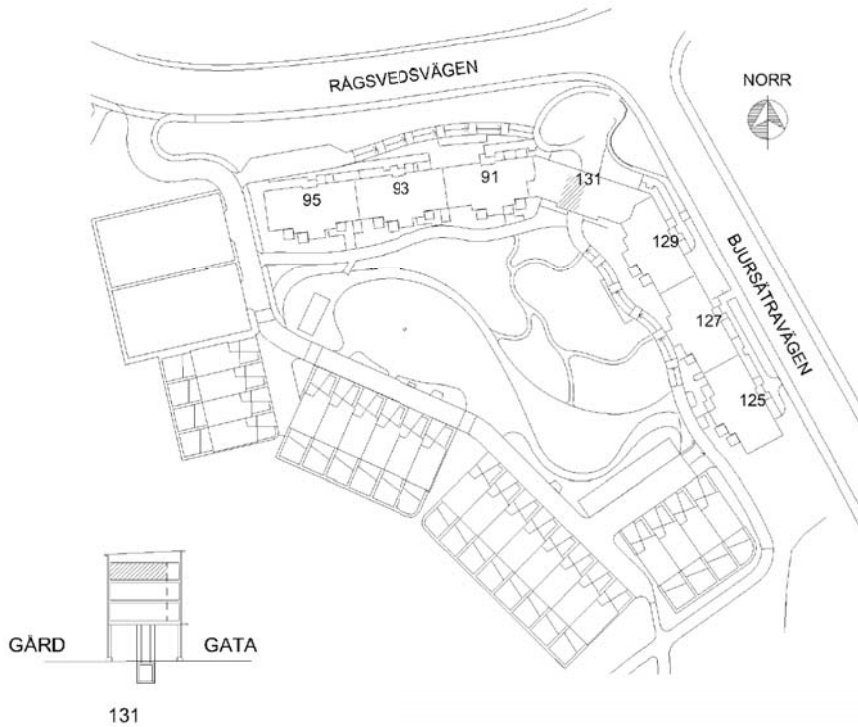 RÅGSVEDSVÄGEN
NORR
95
93
91
131
129
127
125
BJURSÄTRAVÄGEN
GÅRD
GATA
131